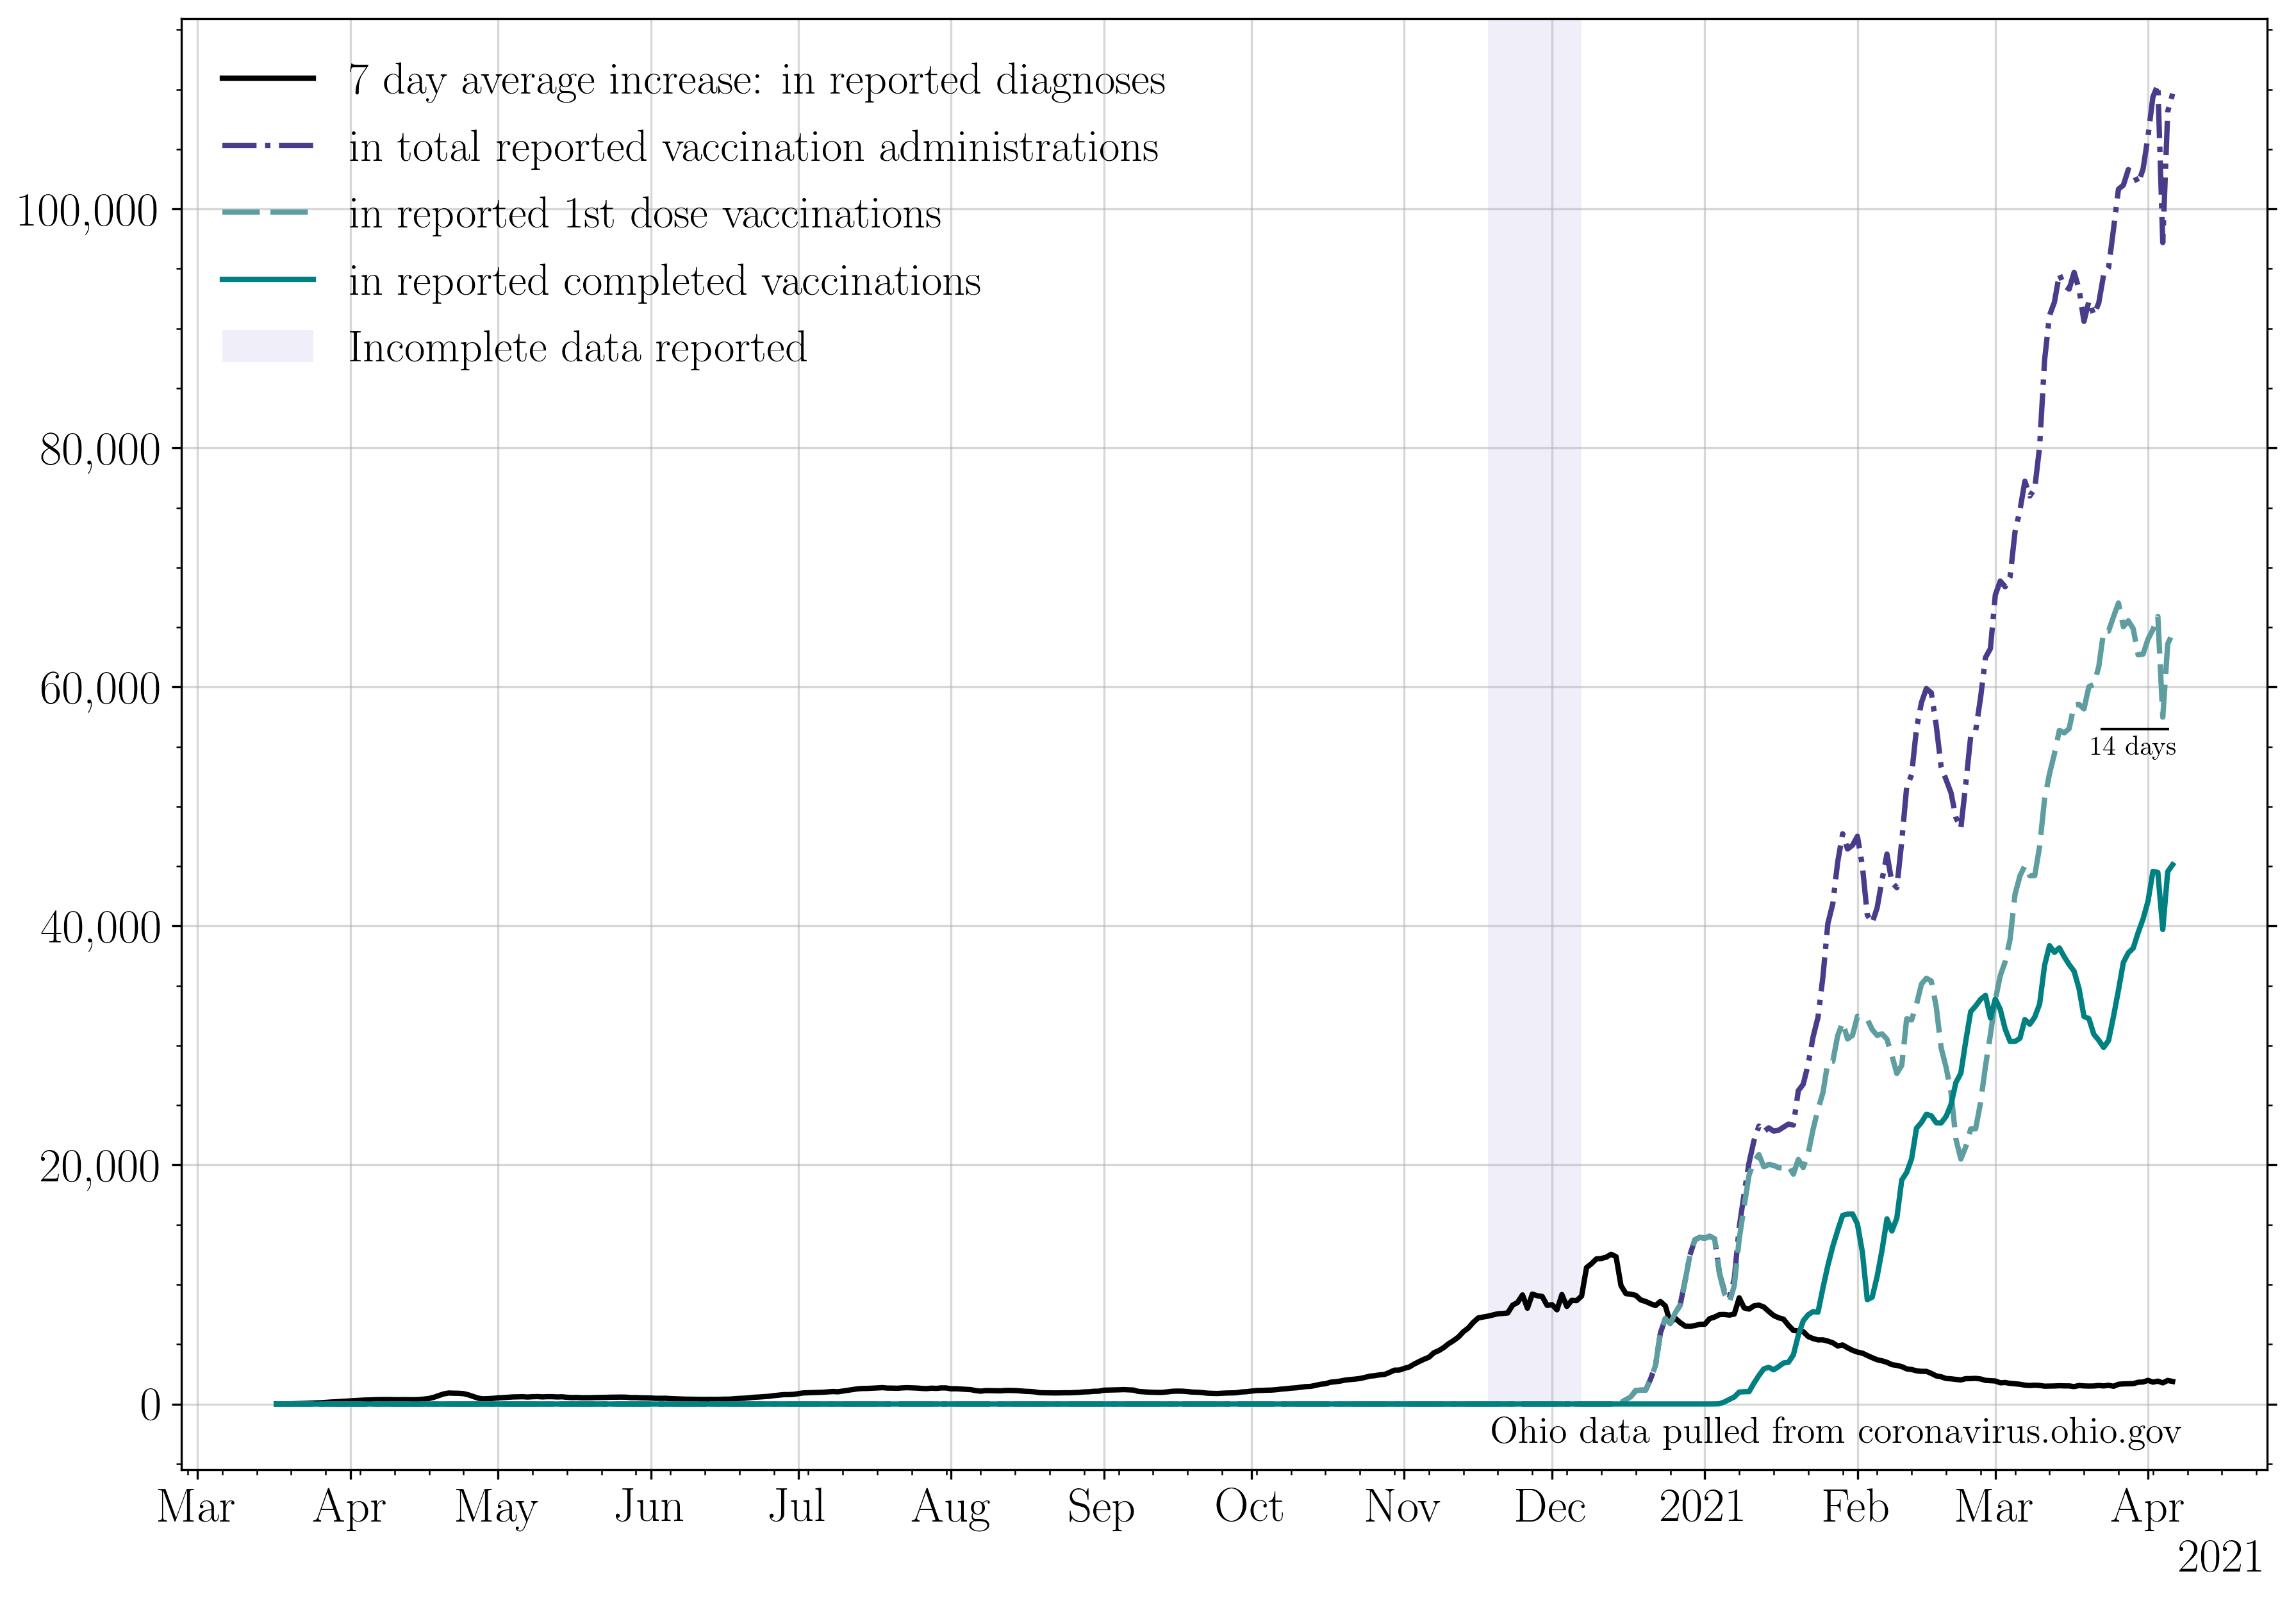 7 day average increase: in reported diagnoses
in total reported vaccination administrations
in reported 1st dose vaccinations
in reported completed vaccinations
Incomplete data reported
100,000
80,000
60,000
40,000
20,000
0
14 days
Ohio data pulled from coronavirus.ohio.gov
Mar Apr May Jun Jul Aug Sep Oct Nov Dec 2021 Feb Mar Apr
2021